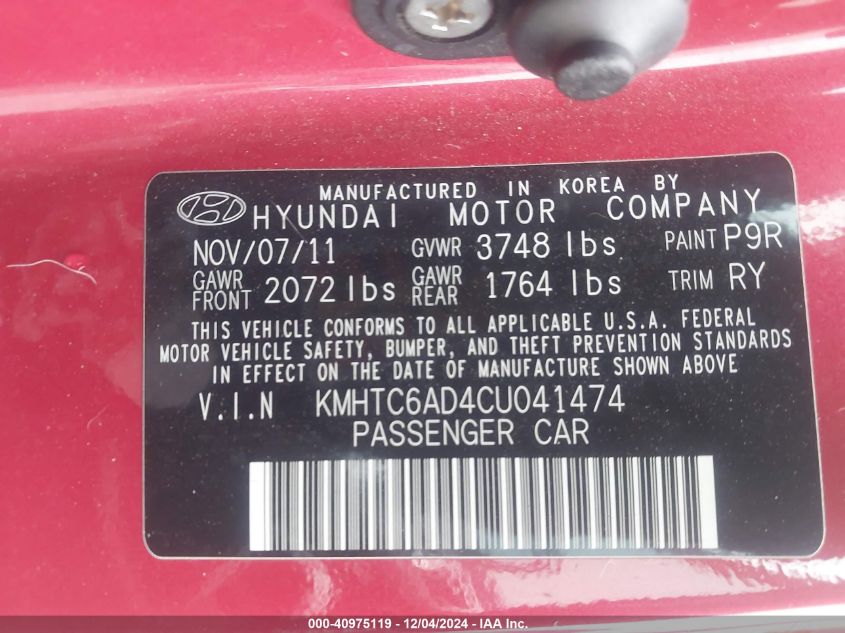 MANUFACTURED IN KOREA BY
HYUNDAI MOTOR COMPANY
NOV/07/11 GVWR 3748 lbs PAINT P9R
GAWR FRONT 2072 lbs GAWR REAR 1764 lbs TRIM RY
THIS VEHICLE CONFORMS TO ALL APPLICABLE U.S.A. FEDERAL
MOTOR VEHICLE SAFETY, BUMPER, AND THEFT PREVENTION STANDARDS
IN EFFECT ON THE DATE OF MANUFACTURE SHOWN ABOVE
V.I.N KMHTC6AD4CU041474
PASSENGER CAR
000-40975119 - 12/04/2024 - IAA, Inc.